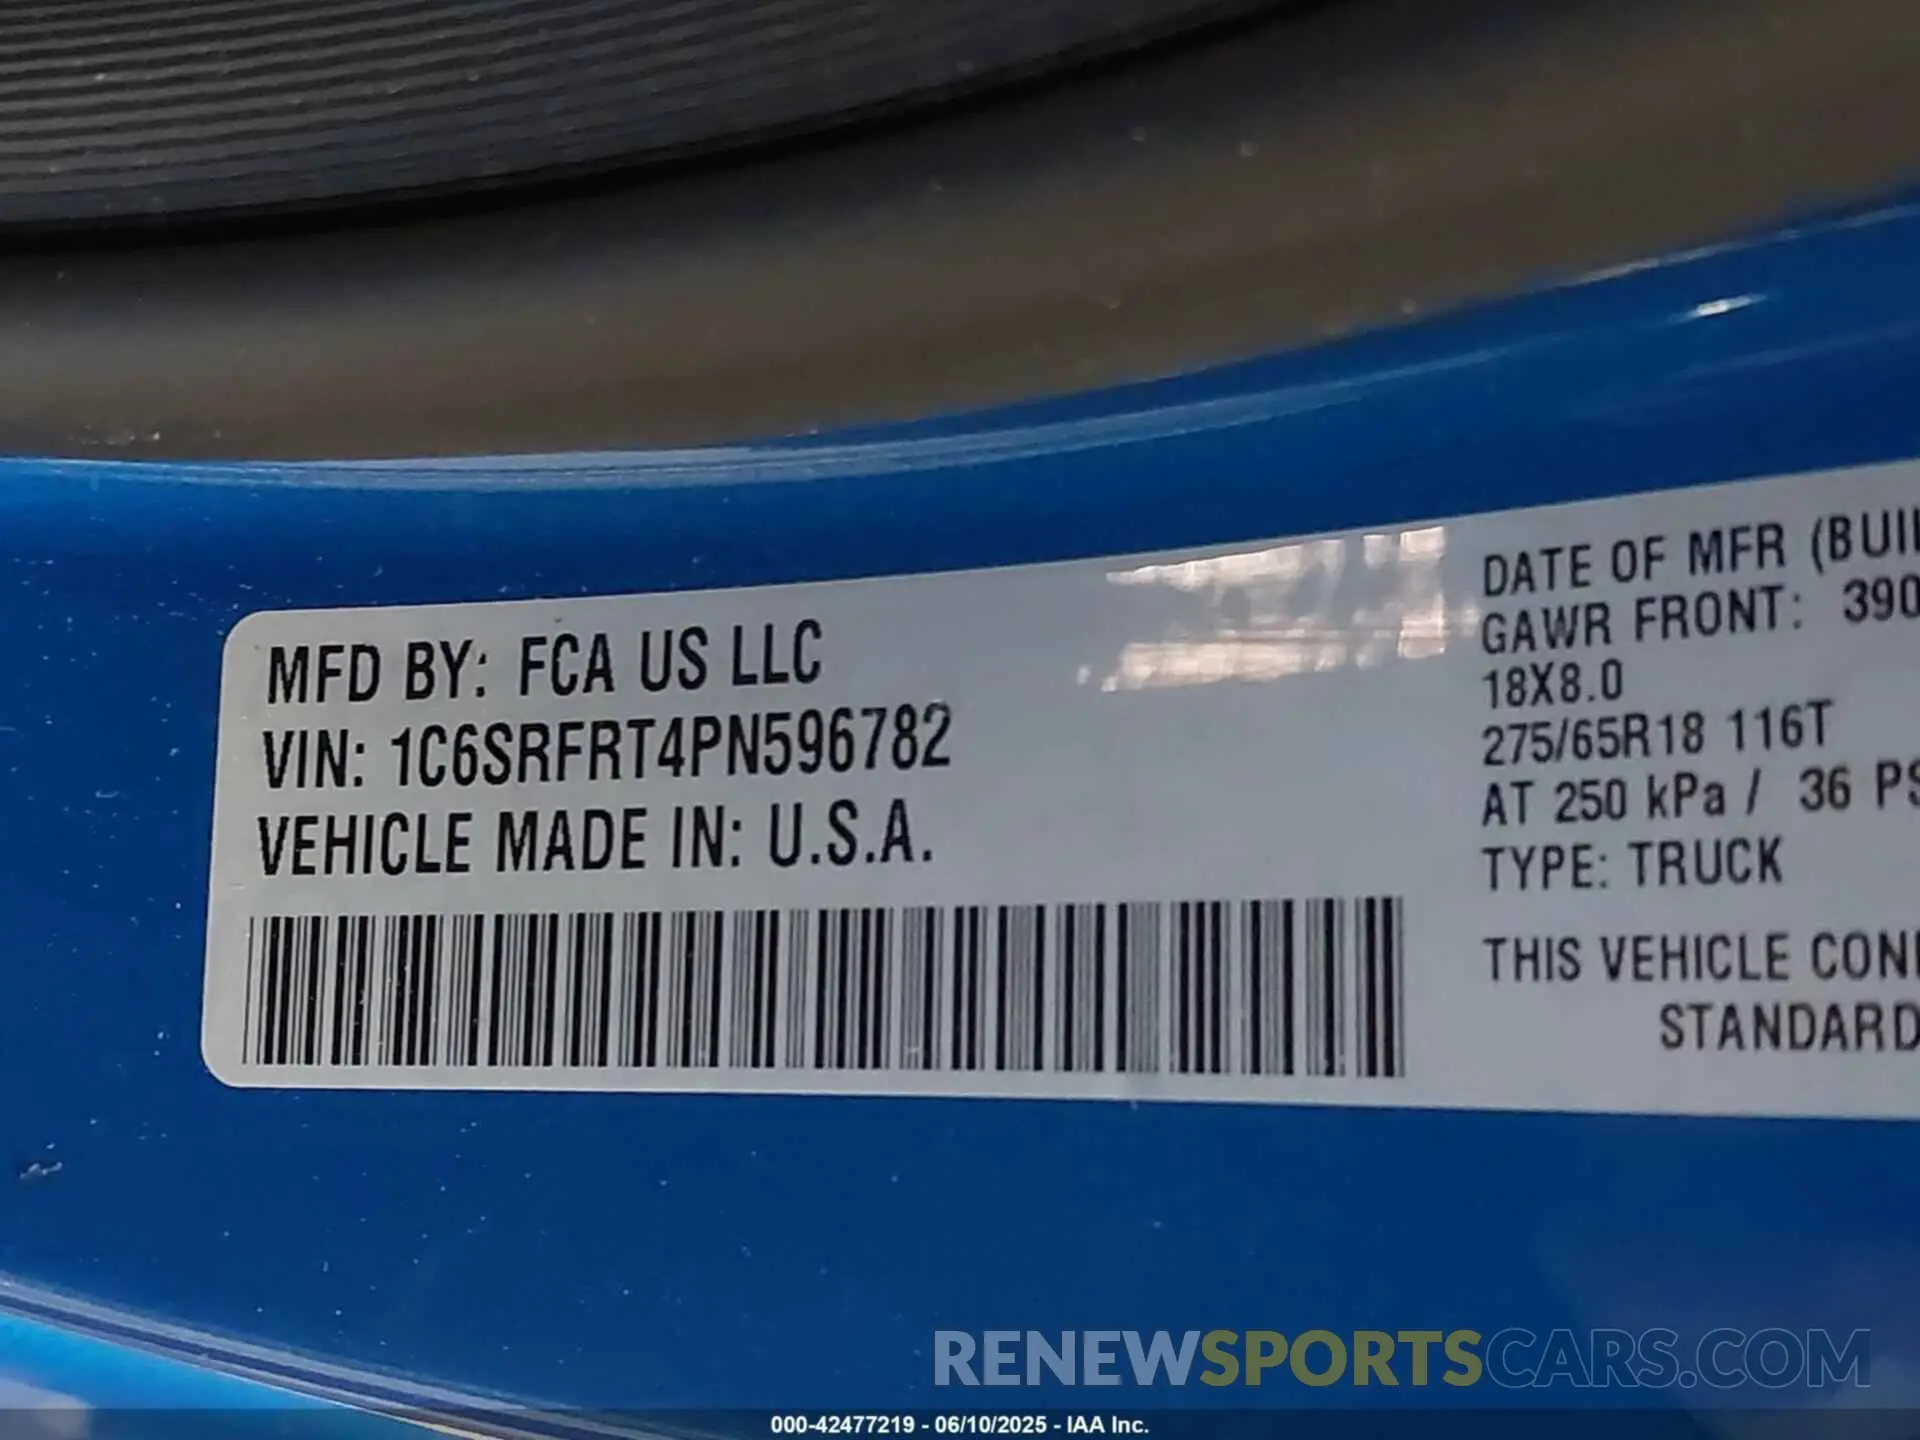 MFD BY: FCA US LLC
VIN: 1C6SRFRT4PN596782
VEHICLE MADE IN: U.S.A.
DATE OF MFR (BUIL
GAWR FRONT: 390
18X8.0
275/65R18 116T
AT 250 kPa / 36 PS
TYPE: TRUCK
THIS VEHICLE CON
STANDARD
RENEWSPORTSCARS.COM
000-42477219 - 06/10/2025 - IAA Inc.